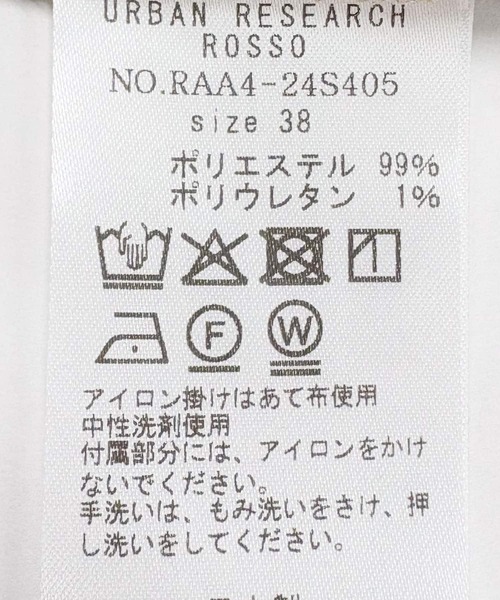 URBAN RESEARCH
ROSSO
NO.RAA4-24S405
size 38
ポリエステル 99%
ポリウレタン 1%
F W
アイロン掛けはあて布使用
中性洗剤使用
付属部分には、アイロンをかけ
ないでください。
手洗いは、もみ洗いをさけ、押
し洗いをしてください。